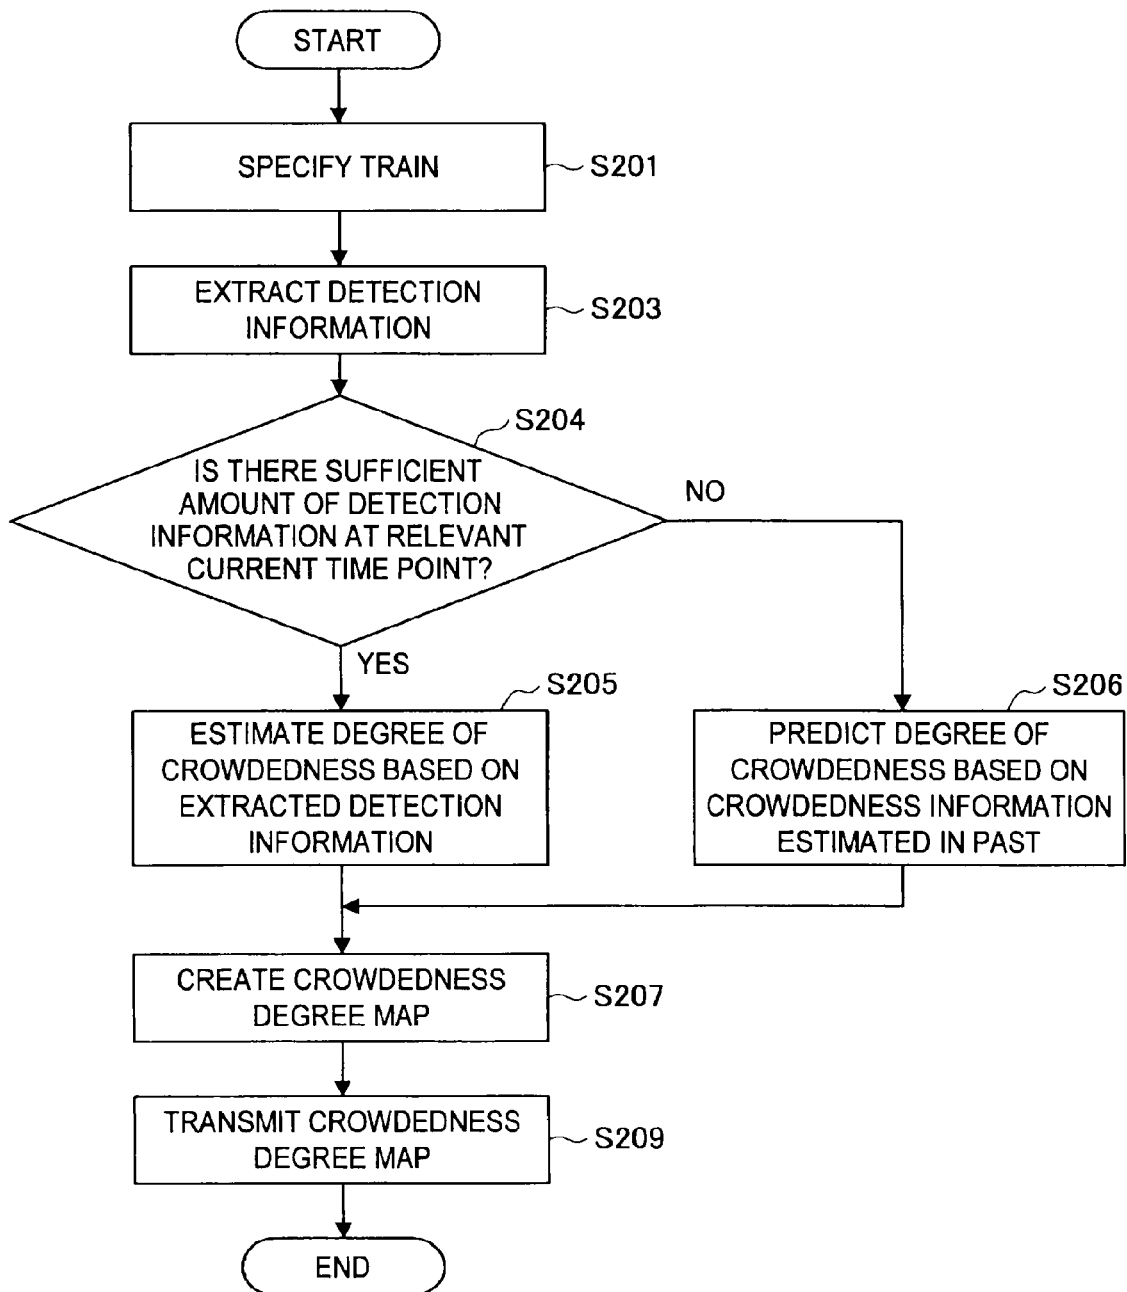 START
SPECIFY TRAIN
S201
EXTRACT DETECTION
INFORMATION
S203
S204
IS THERE SUFFICIENT
AMOUNT OF DETECTION
INFORMATION AT RELEVANT
CURRENT TIME POINT?
NO
YES
S205
ESTIMATE DEGREE OF
CROWDEDNESS BASED ON
EXTRACTED DETECTION
INFORMATION
S206
PREDICT DEGREE OF
CROWDEDNESS BASED ON
CROWDEDNESS INFORMATION
ESTIMATED IN PAST
CREATE CROWDEDNESS
DEGREE MAP
S207
TRANSMIT CROWDEDNESS
DEGREE MAP
S209
END